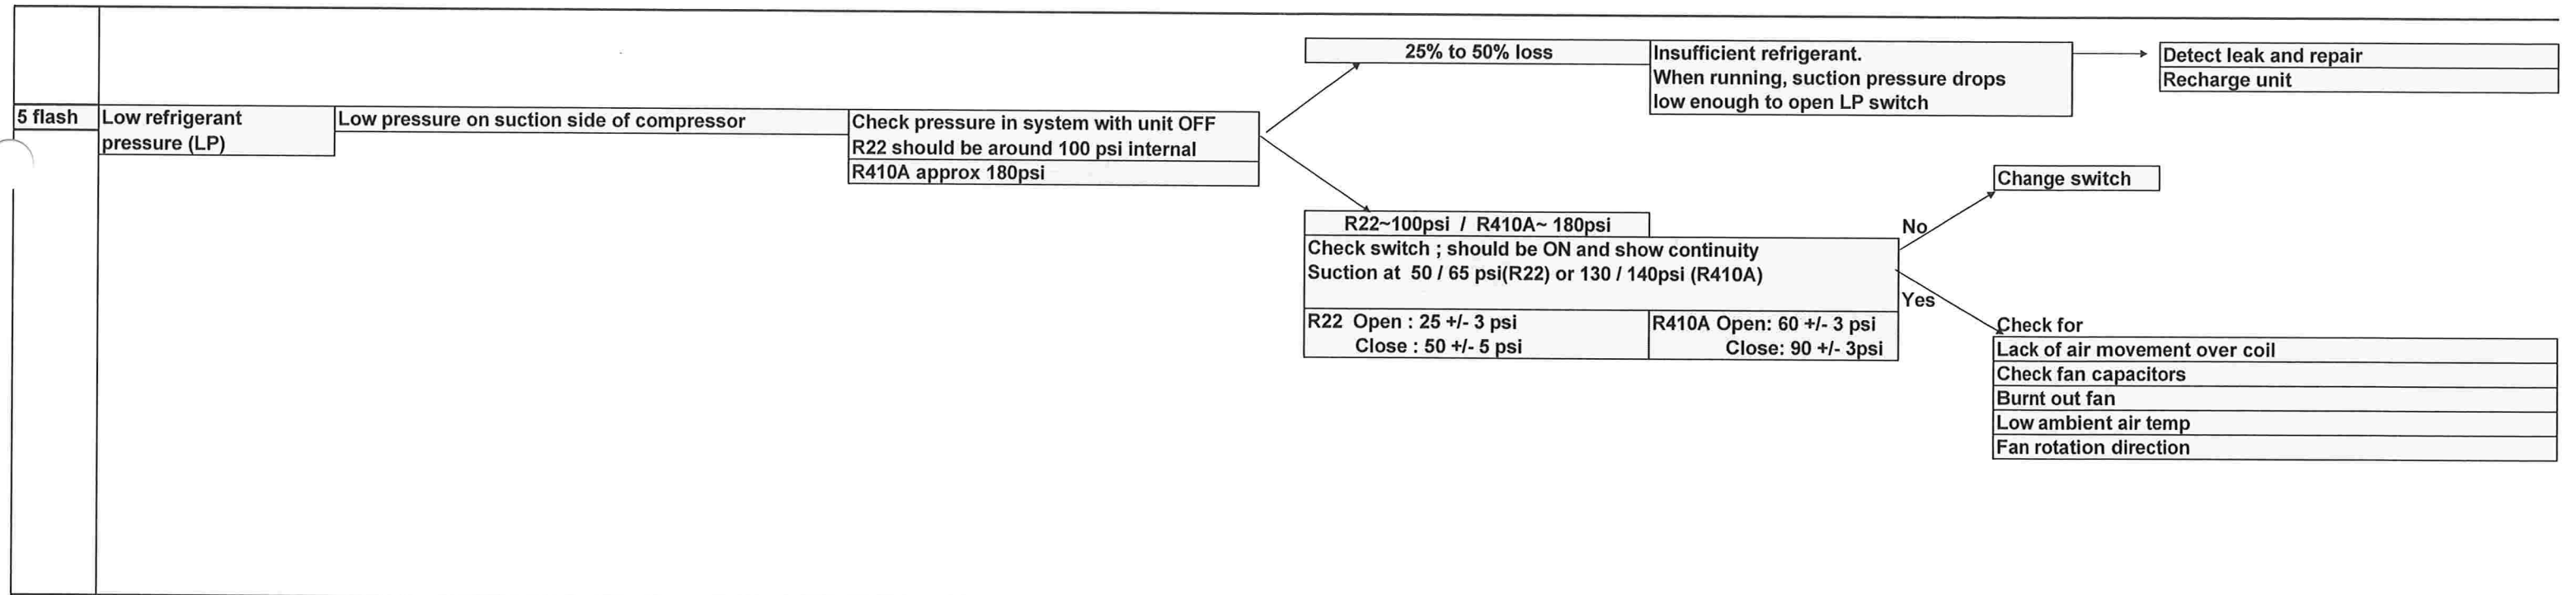 5 flash
Low refrigerant
pressure (LP)
Low pressure on suction side of compressor
Check pressure in system with unit OFF
R22 should be around 100 psi internal
R410A approx 180psi
25% to 50% loss
Insufficient refrigerant.
When running, suction pressure drops
low enough to open LP switch
Detect leak and repair
Recharge unit
R22~100psi / R410A~ 180psi
Check switch ; should be ON and show continuity
Suction at 50 / 65 psi(R22) or 130 / 140psi (R410A)
R22 Open : 25 +/- 3 psi
Close : 50 +/- 5 psi
R410A Open: 60 +/- 3 psi
Close: 90 +/- 3psi
No
Change switch
Yes
Check for
Lack of air movement over coil
Check fan capacitors
Burnt out fan
Low ambient air temp
Fan rotation direction